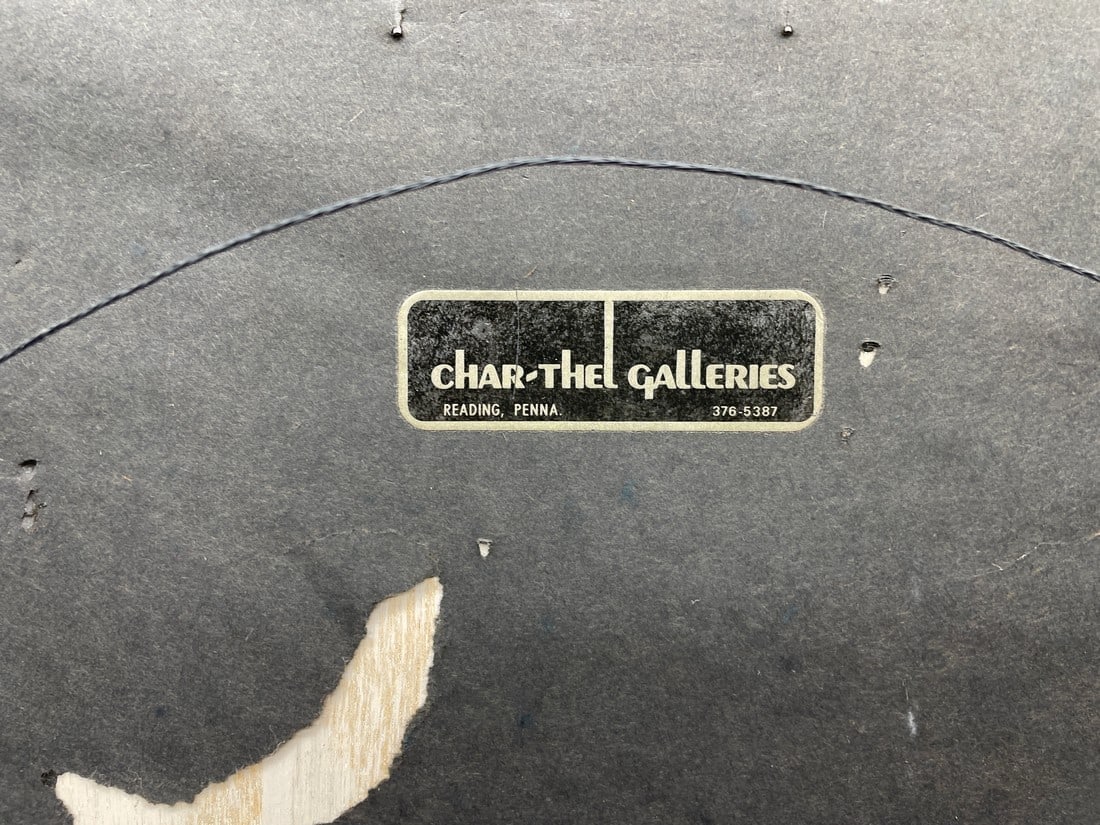 char-thel galleries
READING, PENNA. 376-5387